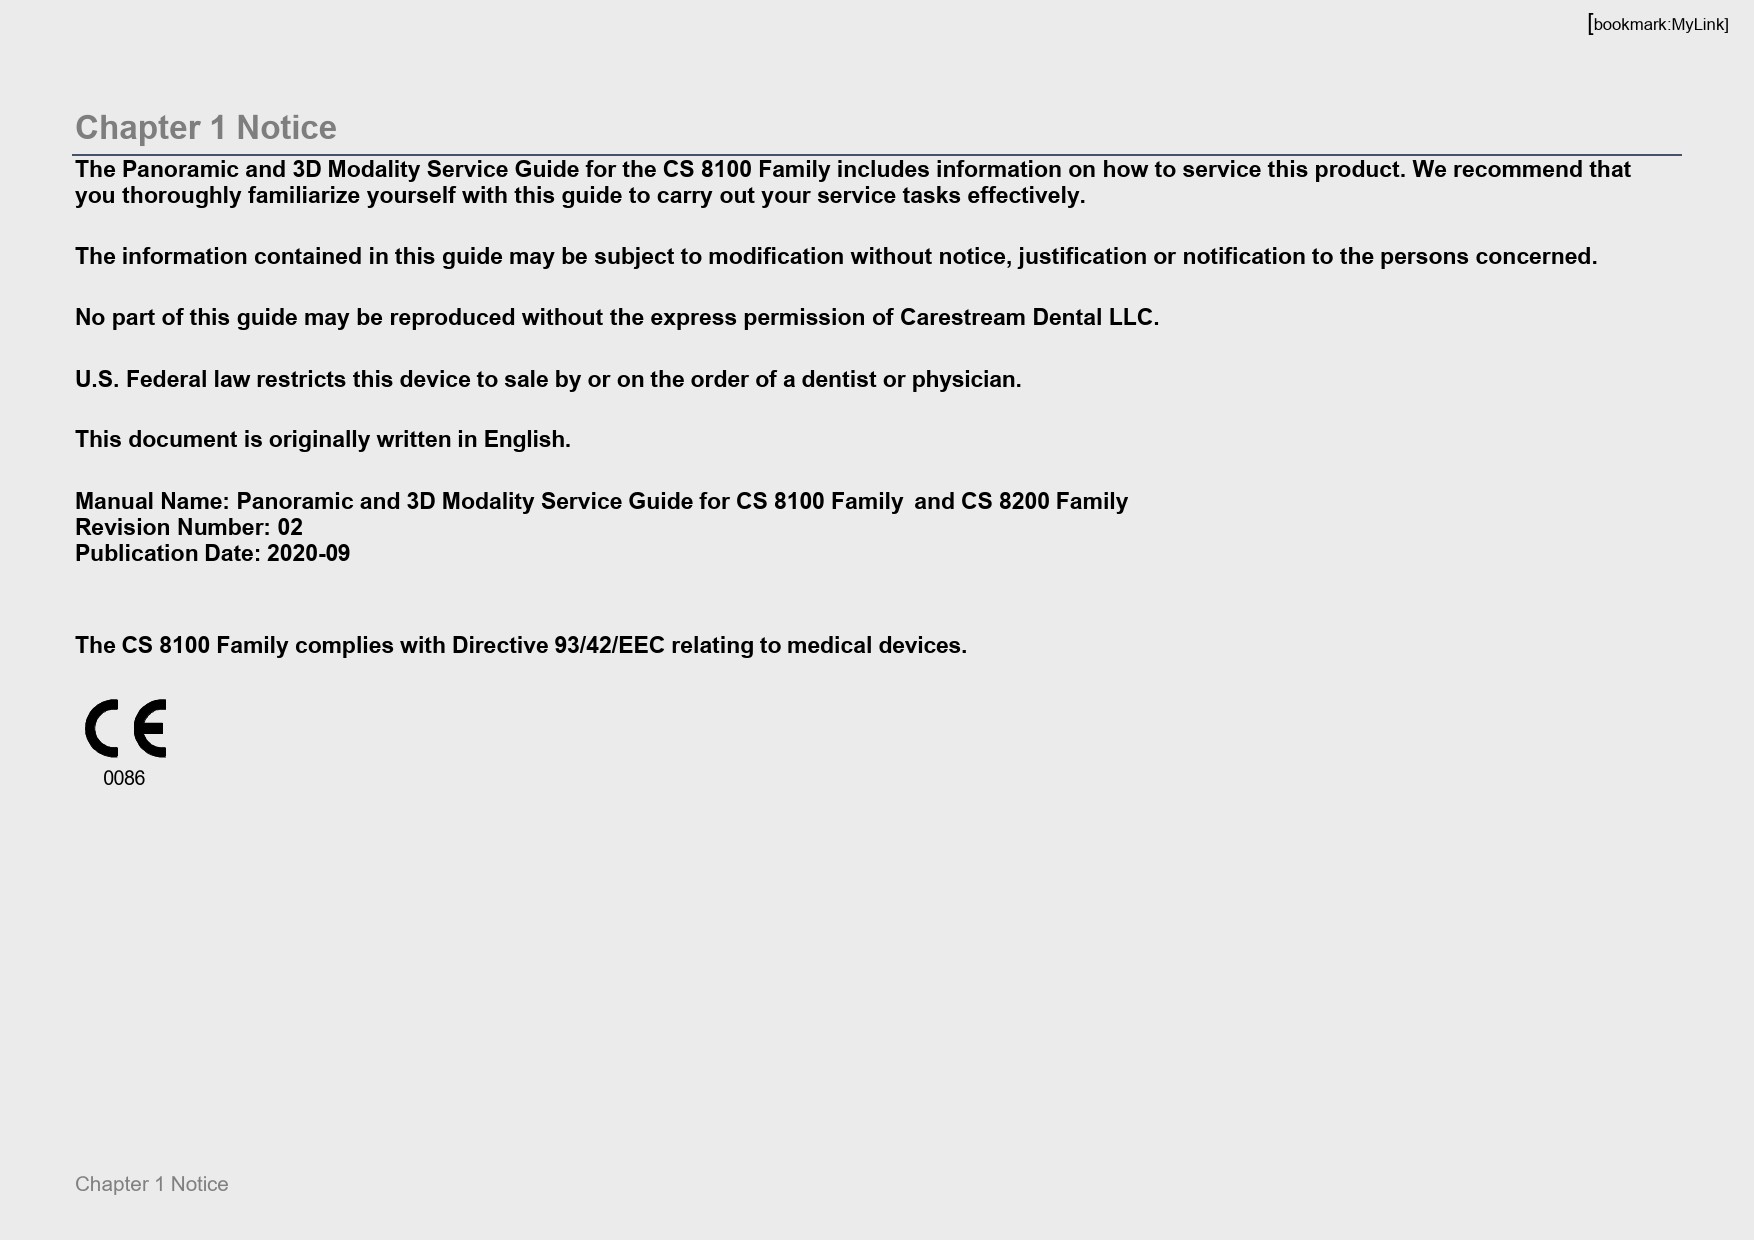 [bookmark:MyLink]
Chapter 1 Notice
The Panoramic and 3D Modality Service Guide for the CS 8100 Family includes information on how to service this product. We recommend that
you thoroughly familiarize yourself with this guide to carry out your service tasks effectively.
The information contained in this guide may be subject to modification without notice, justification or notification to the persons concerned.
No part of this guide may be reproduced without the express permission of Carestream Dental LLC.
U.S. Federal law restricts this device to sale by or on the order of a dentist or physician.
This document is originally written in English.
Manual Name: Panoramic and 3D Modality Service Guide for CS 8100 Family and CS 8200 Family
Revision Number: 02
Publication Date: 2020-09
The CS 8100 Family complies with Directive 93/42/EEC relating to medical devices.
CE
0086
Chapter 1 Notice